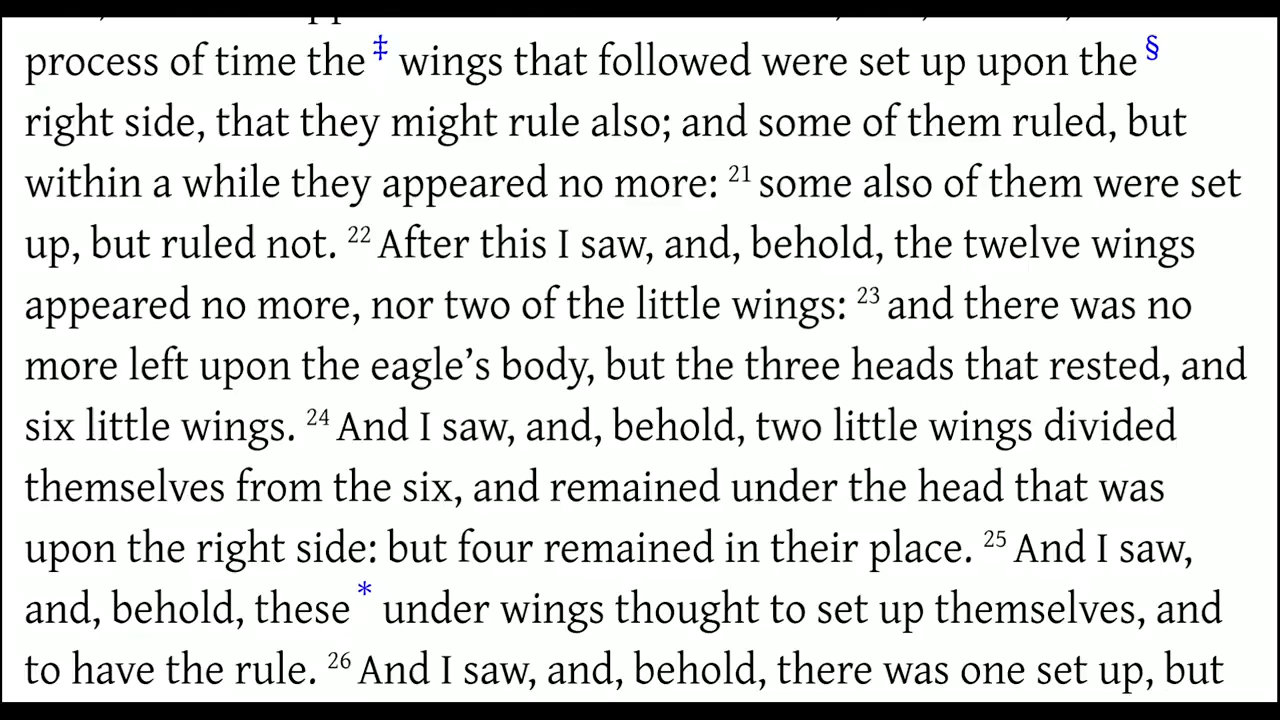 process of time the ‡ wings that followed were set up upon the §
right side, that they might rule also; and some of them ruled, but
within a while they appeared no more: 21 some also of them were set
up, but ruled not. 22 After this I saw, and, behold, the twelve wings
appeared no more, nor two of the little wings: 23 and there was no
more left upon the eagle’s body, but the three heads that rested, and
six little wings. 24 And I saw, and, behold, two little wings divided
themselves from the six, and remained under the head that was
upon the right side: but four remained in their place. 25 And I saw,
and, behold, these * under wings thought to set up themselves, and
to have the rule. 26 And I saw, and, behold, there was one set up, but